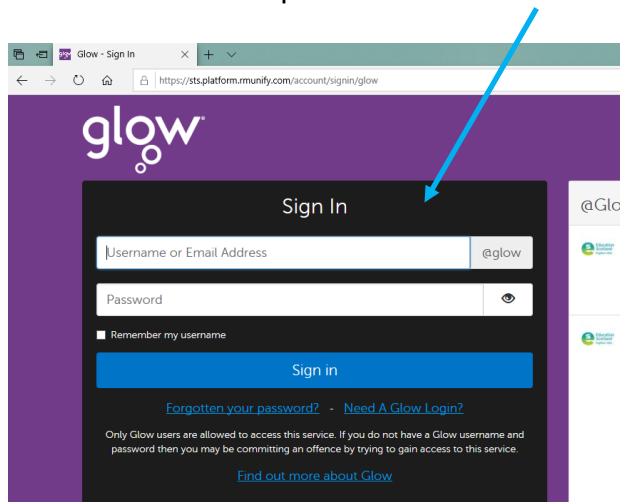 glow Glow - Sign In
https://sts.platform.rmunify.com/account/signin/glow
glow
Sign In
@Glo
Username or Email Address @glow
Password
Remember my username
Sign in
Forgotten your password? - Need A Glow Login?
Only Glow users are allowed to access this service. If you do not have a Glow username and
password then you may be committing an offence by trying to gain access to this service.
Find out more about Glow